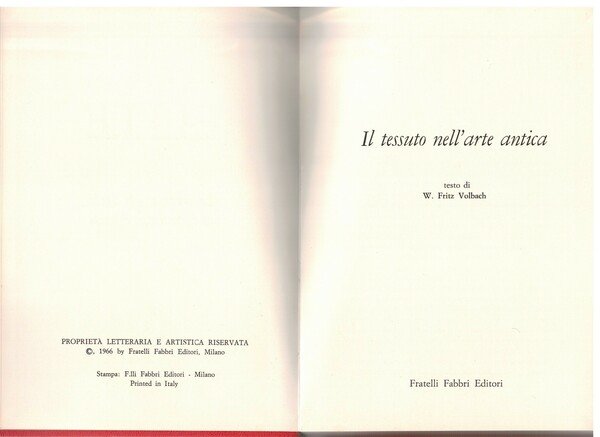 PROPRIETÀ LETTERARIA E ARTISTICA RISERVATA
©, 1966 by Fratelli Fabbri Editori, Milano
Stampa: F.lli Fabbri Editori - Milano
Printed in Italy
Il tessuto nell'arte antica
testo di
W. Fritz Volbach
Fratelli Fabbri Editori